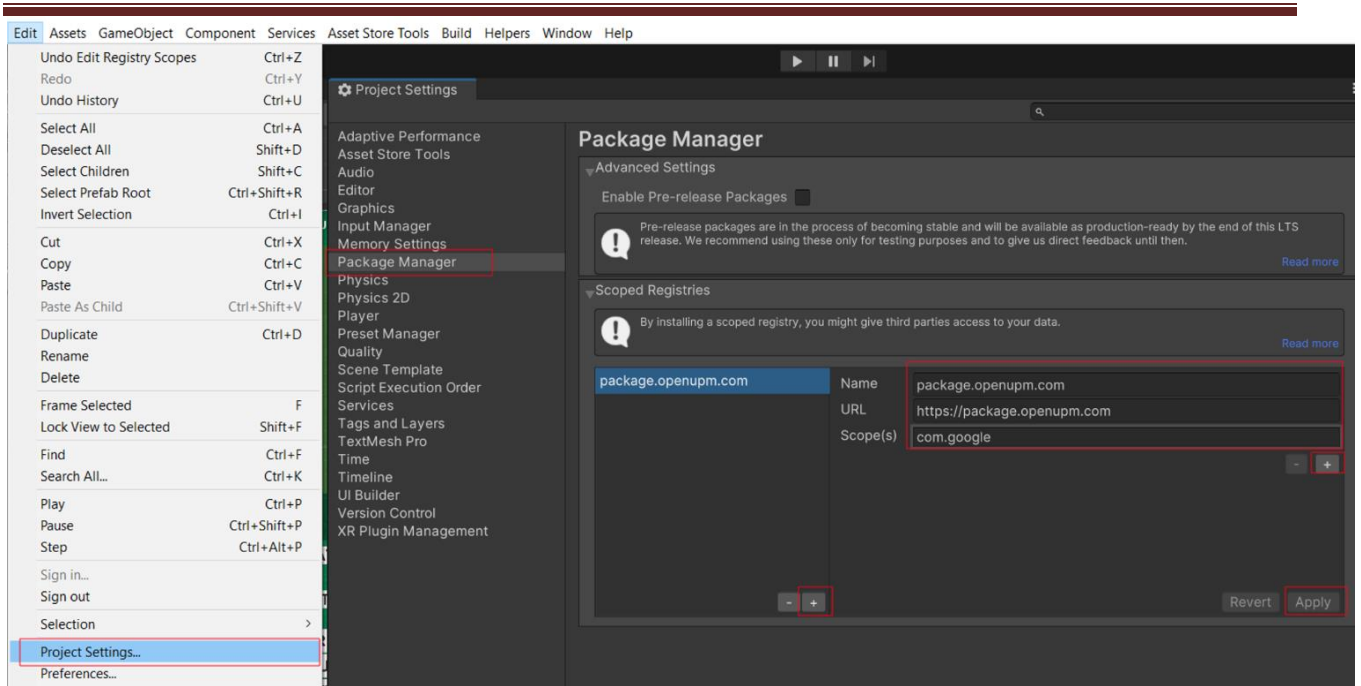 Edit Assets GameObject Component Services Asset Store Tools Build Helpers Window Help
Undo Edit Registry Scopes Ctrl+Z
Redo Ctrl+Y
Undo History Ctrl+U
Select All Ctrl+A
Deselect All Shift+D
Select Children Shift+C
Select Prefab Root Ctrl+Shift+R
Invert Selection Ctrl+I
Cut Ctrl+X
Copy Ctrl+C
Paste Ctrl+V
Paste As Child Ctrl+Shift+V
Duplicate Ctrl+D
Rename
Delete
Frame Selected F
Lock View to Selected Shift+F
Find Ctrl+F
Search All... Ctrl+K
Play Ctrl+P
Pause Ctrl+Shift+P
Step Ctrl+Alt+P
Sign in...
Sign out
Selection >
Project Settings...
Preferences...
Project Settings
Adaptive Performance
Asset Store Tools
Audio
Editor
Graphics
Input Manager
Memory Settings
Package Manager
Physics
Physics 2D
Player
Preset Manager
Quality
Scene Template
Script Execution Order
Services
Tags and Layers
TextMesh Pro
Time
Timeline
UI Builder
Version Control
XR Plugin Management
Package Manager
Advanced Settings
Enable Pre-release Packages
Pre-release packages are in the process of becoming stable and will be available as production-ready by the end of this LTS
release. We recommend using these only for testing purposes and to give us direct feedback until then.
Read more
Scoped Registries
By installing a scoped registry, you might give third parties access to your data.
Read more
package.openupm.com
Name package.openupm.com
URL https://package.openupm.com
Scope(s) com.google
- +
- +
Revert Apply